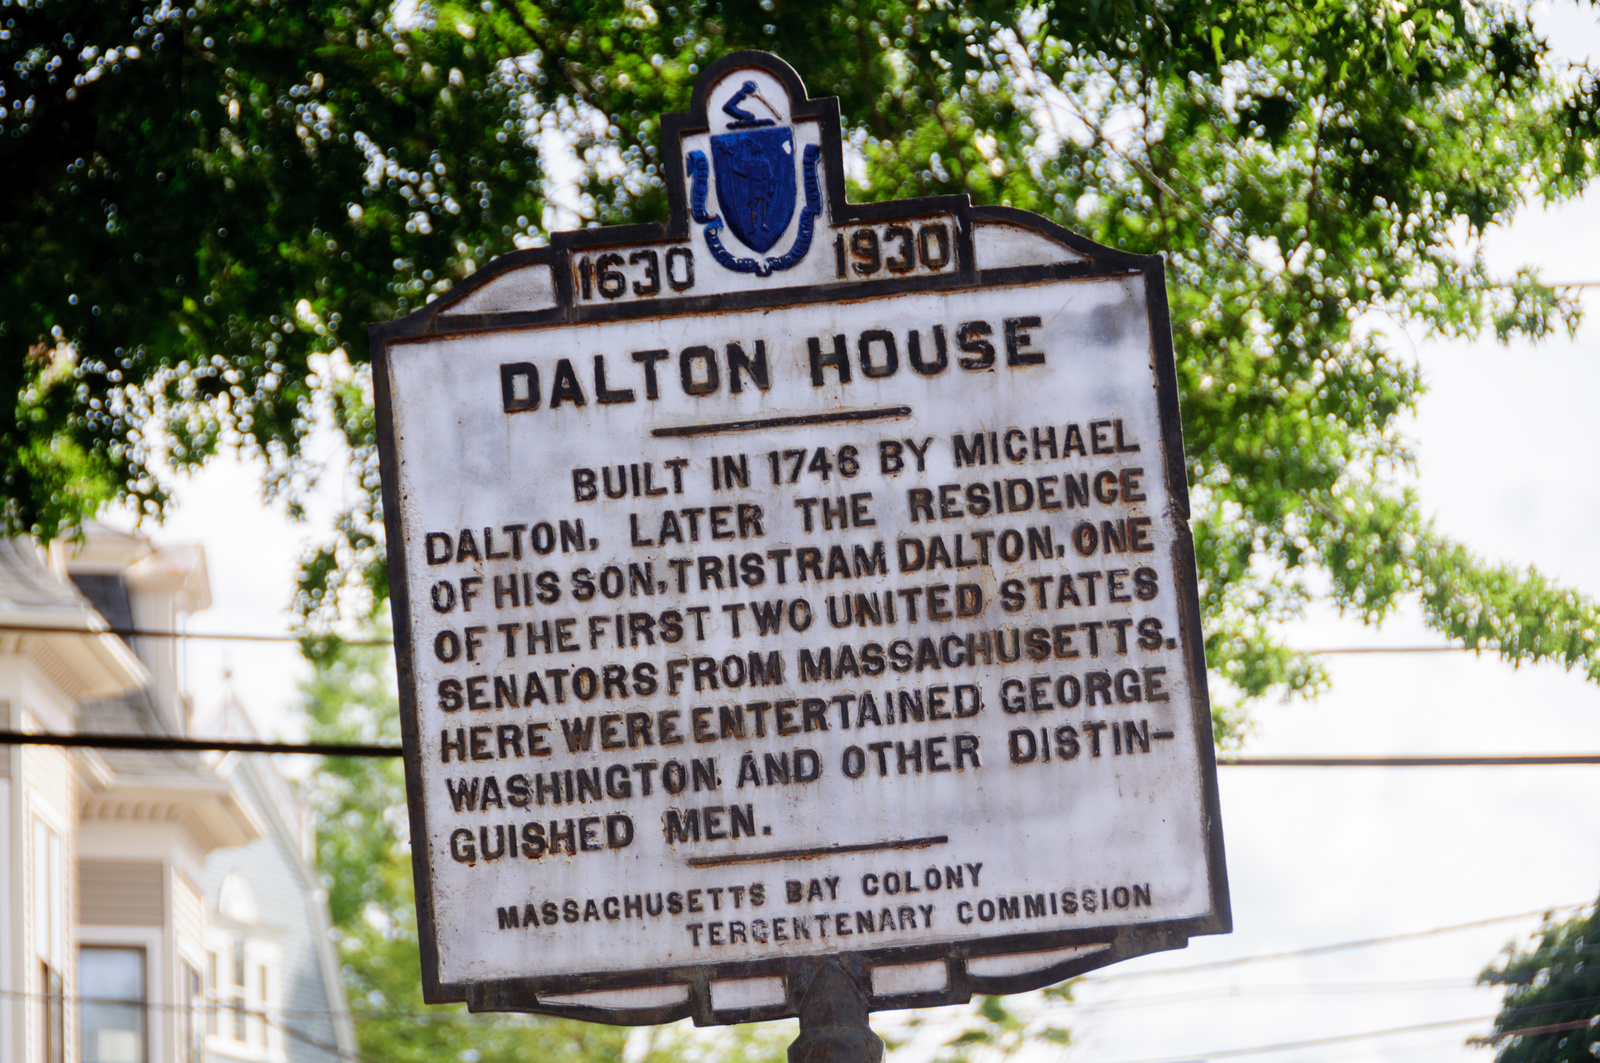 1630 1930
DALTON HOUSE
BUILT IN 1746 BY MICHAEL
DALTON, LATER THE RESIDENCE
OF HIS SON, TRISTRAM DALTON, ONE
OF THE FIRST TWO UNITED STATES
SENATORS FROM MASSACHUSETTS.
HERE WERE ENTERTAINED GEORGE
WASHINGTON AND OTHER DISTIN-
GUISHED MEN.
MASSACHUSETTS BAY COLONY
TERCENTENARY COMMISSION